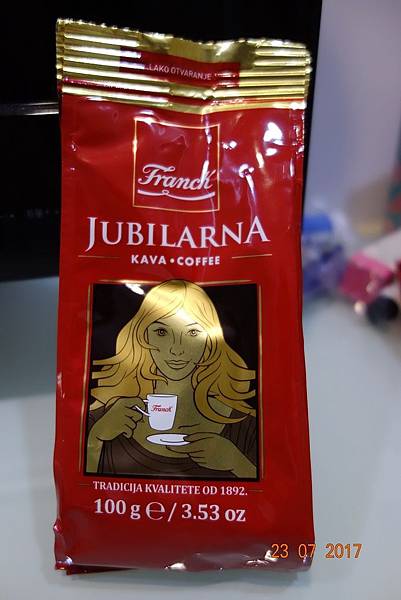 LAKO OTVARANJE
Franck
JUBILARNA
KAVA • COFFEE
Franck
TRADICIJA KVALITETE OD 1892.
100 g ℮ / 3.53 oz
23 07 2017